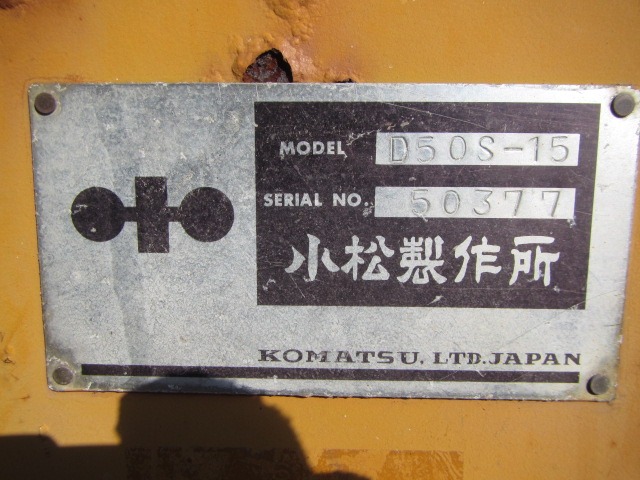 MODEL D50S-15
SERIAL NO. 50377
小松製作所
KOMATSU, LTD. JAPAN